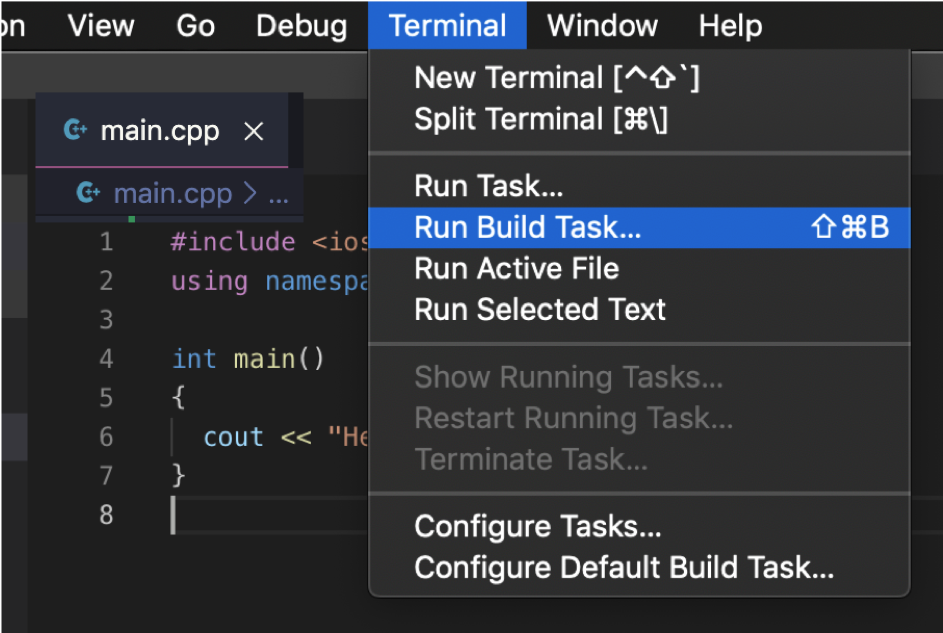 on View Go Debug Terminal Window Help
New Terminal [^⇧`]
Split Terminal [⌘\]
main.cpp ×
Run Task...
main.cpp > ...
Run Build Task... ⇧⌘B
1 #include <ios
Run Active File
2 using namespa
Run Selected Text
3
4 int main()
Show Running Tasks...
5 {
Restart Running Task...
6 cout << "He
Terminate Task...
7 }
8
Configure Tasks...
Configure Default Build Task...